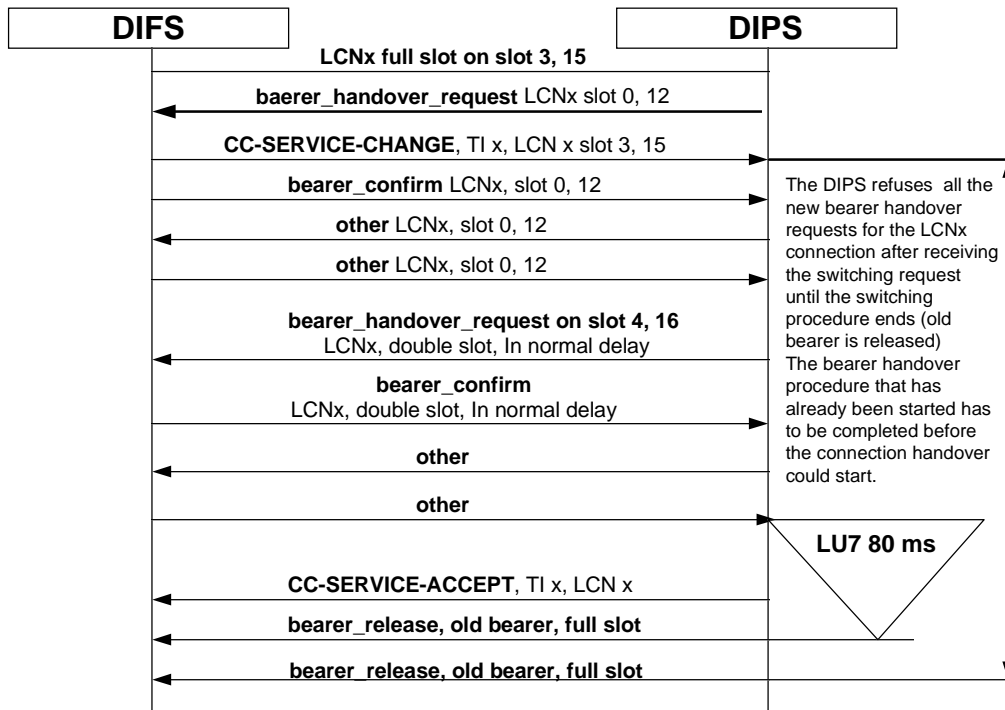 DIFS
DIPS
LCNx full slot on slot 3, 15
baerer_handover_request LCNx slot 0, 12
CC-SERVICE-CHANGE, TI x, LCN x slot 3, 15
bearer_confirm LCNx, slot 0, 12
other LCNx, slot 0, 12
other LCNx, slot 0, 12
bearer_handover_request on slot 4, 16
LCNx, double slot, In normal delay
bearer_confirm
LCNx, double slot, In normal delay
other
other
CC-SERVICE-ACCEPT, TI x, LCN x
bearer_release, old bearer, full slot
bearer_release, old bearer, full slot
The DIPS refuses all the
new bearer handover
requests for the LCNx
connection after receiving
the switching request
until the switching
procedure ends (old
bearer is released)
The bearer handover
procedure that has
already been started has
to be completed before
the connection handover
could start.
LU7 80 ms